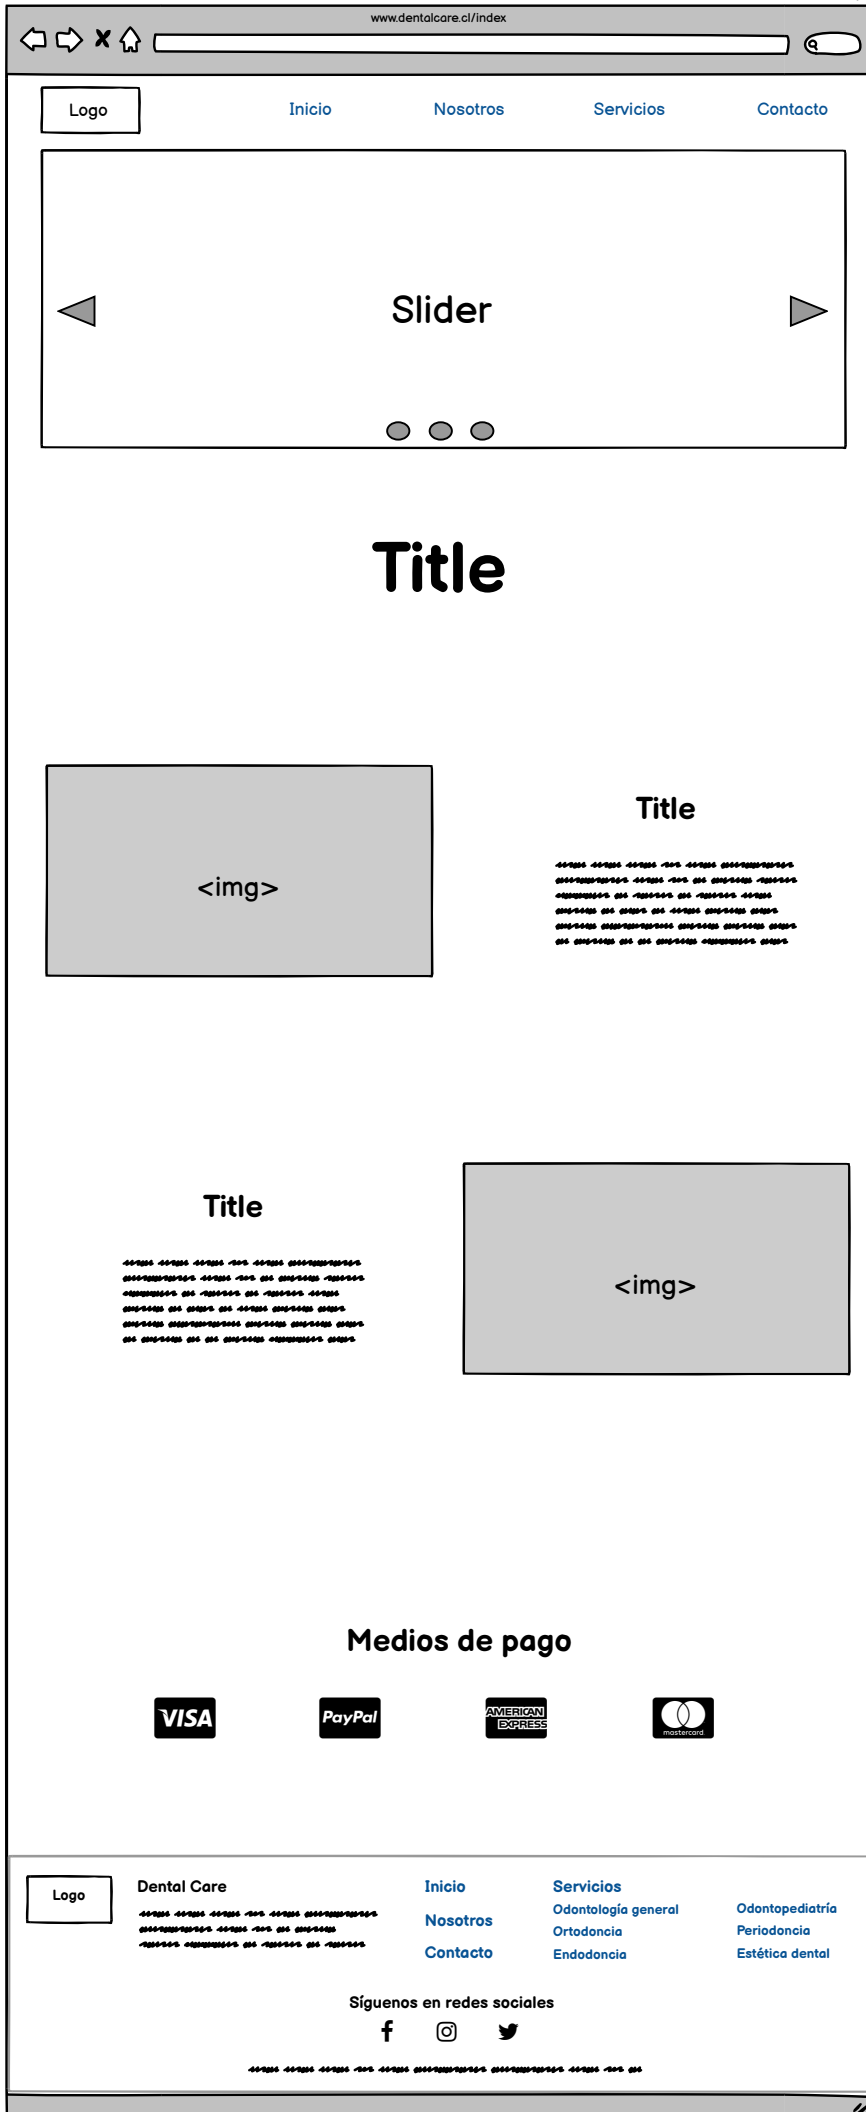 www.dentalcare.cl/index
Logo
Inicio
Nosotros
Servicios
Contacto
Slider
Title
<img>
Title
Title
<img>
Medios de pago
VISA
PayPal
AMERICAN
EXPRESS
mastercard
Logo
Dental Care
Inicio
Nosotros
Contacto
Servicios
Odontología general
Ortodoncia
Endodoncia
Odontopediatría
Periodoncia
Estética dental
Síguenos en redes sociales